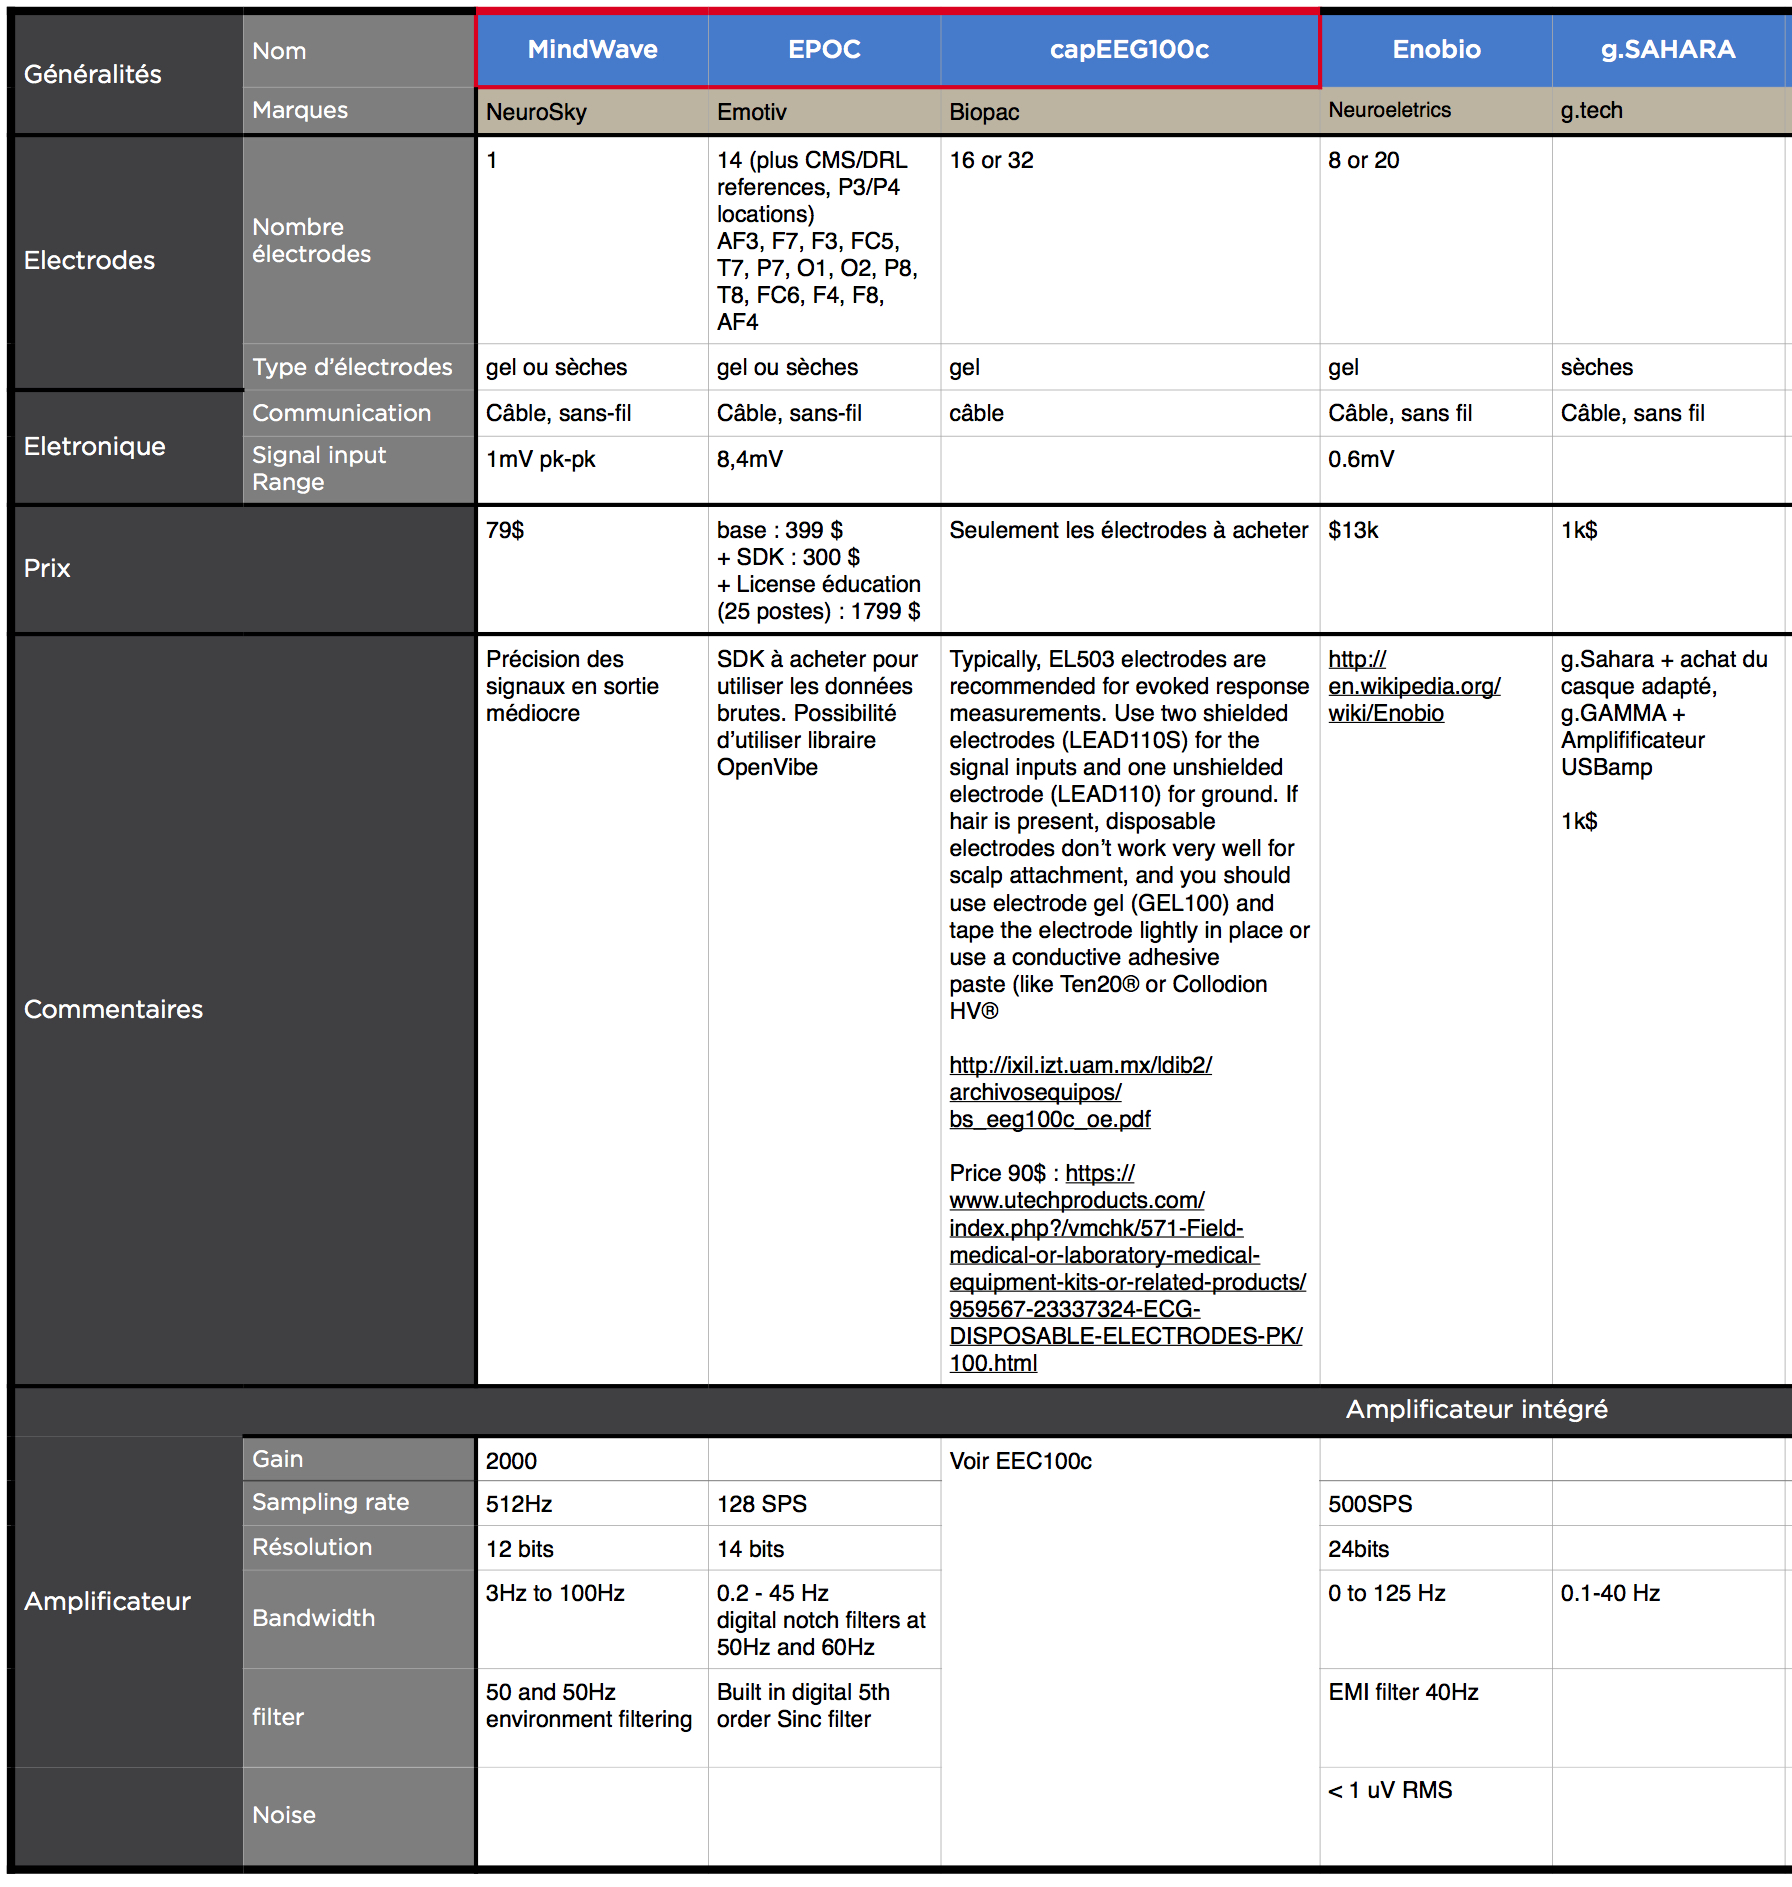 Généralités
Nom
MindWave
EPOC
capEEG100c
Enobio
g.SAHARA
Marques
NeuroSky
Emotiv
Biopac
Neuroeletrics
g.tech
Electrodes
Nombre
électrodes
1
14 (plus CMS/DRL
references, P3/P4
locations)
AF3, F7, F3, FC5,
T7, P7, O1, O2, P8,
T8, FC6, F4, F8,
AF4
16 or 32
8 or 20
Type d'électrodes
gel ou sèches
gel ou sèches
gel
gel
sèches
Eletronique
Communication
Câble, sans-fil
Câble, sans-fil
câble
Câble, sans fil
Câble, sans fil
Signal input
Range
1mV pk-pk
8,4mV
0.6mV
Prix
79$
base : 399 $
+ SDK : 300 $
+ License éducation
(25 postes) : 1799 $
Seulement les électrodes à acheter
$13k
1k$
Commentaires
Précision des
signaux en sortie
médiocre
SDK à acheter pour
utiliser les données
brutes. Possibilité
d'utiliser libraire
OpenVibe
Typically, EL503 electrodes are
recommended for evoked response
measurements. Use two shielded
electrodes (LEAD110S) for the
signal inputs and one unshielded
electrode (LEAD110) for ground. If
hair is present, disposable
electrodes don't work very well for
scalp attachment, and you should
use electrode gel (GEL100) and
tape the electrode lightly in place or
use a conductive adhesive
paste (like Ten20® or Collodion
HV®
http://ixil.izt.uam.mx/ldib2/
archivosequipos/
bs_eeg100c_oe.pdf
Price 90$ : https://
www.utechproducts.com/
index.php?/vmchk/571-Field-
medical-or-laboratory-medical-
equipment-kits-or-related-products/
959567-23337324-ECG-
DISPOSABLE-ELECTRODES-PK/
100.html
http://
en.wikipedia.org/
wiki/Enobio
g.Sahara + achat du
casque adapté,
g.GAMMA +
Amplifificateur
USBamp
1k$
Amplificateur intégré
Amplificateur
Gain
2000
Voir EEC100c
Sampling rate
512Hz
128 SPS
500SPS
Résolution
12 bits
14 bits
24bits
Bandwidth
3Hz to 100Hz
0.2 - 45 Hz
digital notch filters at
50Hz and 60Hz
0 to 125 Hz
0.1-40 Hz
filter
50 and 50Hz
environment filtering
Built in digital 5th
order Sinc filter
EMI filter 40Hz
Noise
< 1 uV RMS